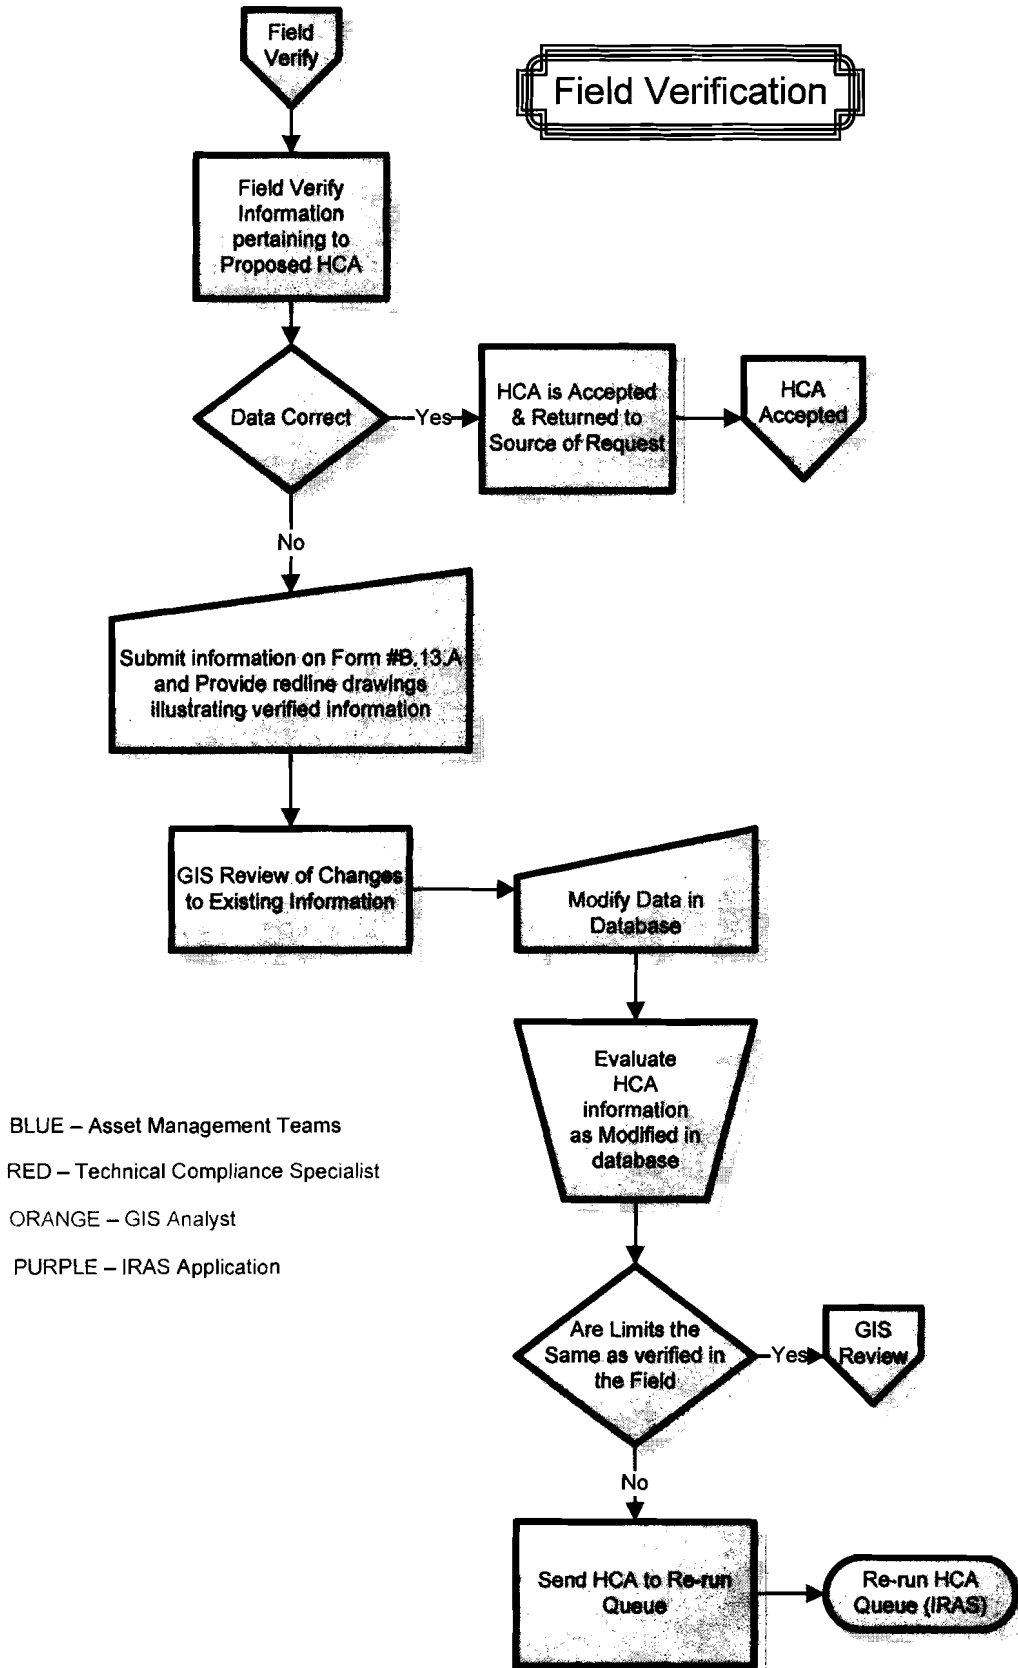 Field
Verify
Field Verification
Field Verify
Information
pertaining to
Proposed HCA
Data Correct
Yes
HCA is Accepted
& Returned to
Source of Request
HCA
Accepted
No
Submit information on Form #B.13.A
and Provide redline drawings
illustrating verified information
GIS Review of Changes
to Existing Information
Modify Data in
Database
Evaluate
HCA
information
as Modified in
database
BLUE – Asset Management Teams
RED – Technical Compliance Specialist
ORANGE – GIS Analyst
PURPLE – IRAS Application
Are Limits the
Same as verified in
the Field
Yes
GIS
Review
No
Send HCA to Re-run
Queue
Re-run HCA
Queue (IRAS)